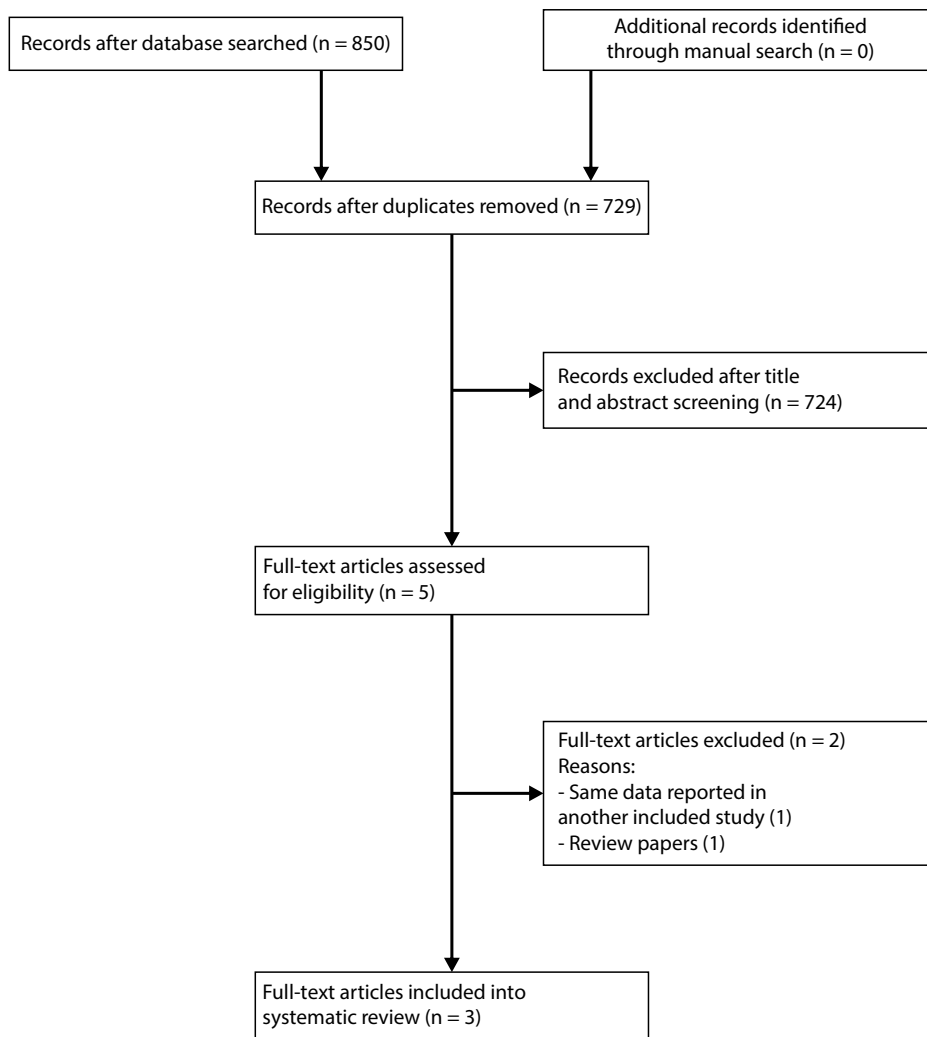 Records after database searched (n = 850)
Additional records identified
through manual search (n = 0)
Records after duplicates removed (n = 729)
Records excluded after title
and abstract screening (n = 724)
Full-text articles assessed
for eligibility (n = 5)
Full-text articles excluded (n = 2)
Reasons:
- Same data reported in
another included study (1)
- Review papers (1)
Full-text articles included into
systematic review (n = 3)